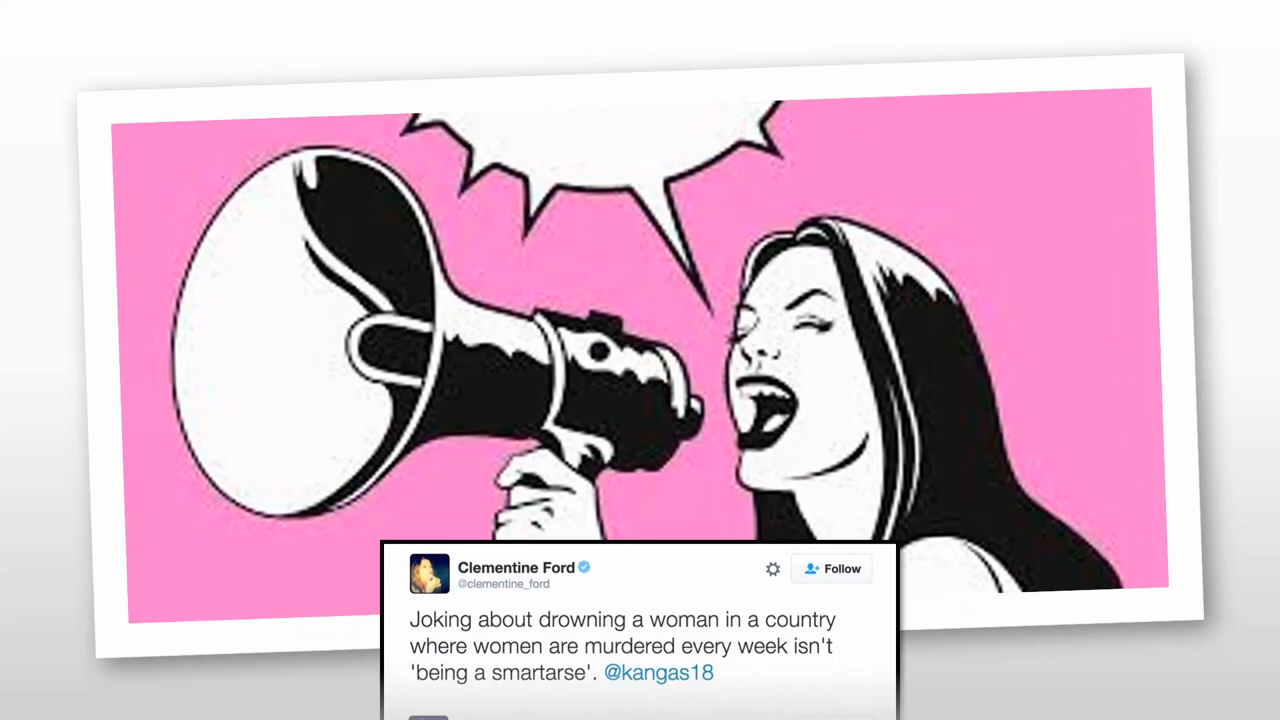 Clementine Ford
@clementine_ford
Follow
Joking about drowning a woman in a country
where women are murdered every week isn't
'being a smartarse'. @kangas18